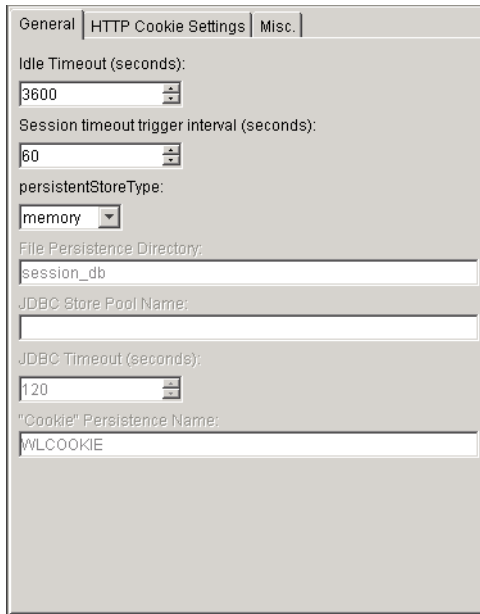 General HTTP Cookie Settings Misc.
Idle Timeout (seconds):
3600
Session timeout trigger interval (seconds):
60
persistentStoreType:
memory
File Persistence Directory:
session_db
JDBC Store Pool Name:
JDBC Timeout (seconds):
120
"Cookie" Persistence Name:
WLCOOKIE